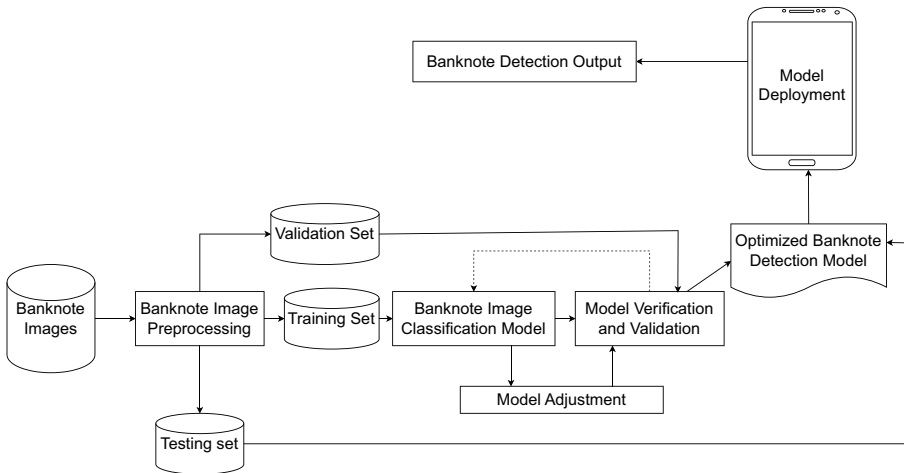 Banknote Detection Output
Model
Deployment
Validation Set
Optimized Banknote
Detection Model
Banknote
Images
Banknote Image
Preprocessing
Training Set
Banknote Image
Classification Model
Model Verification
and Validation
Model Adjustment
Testing set